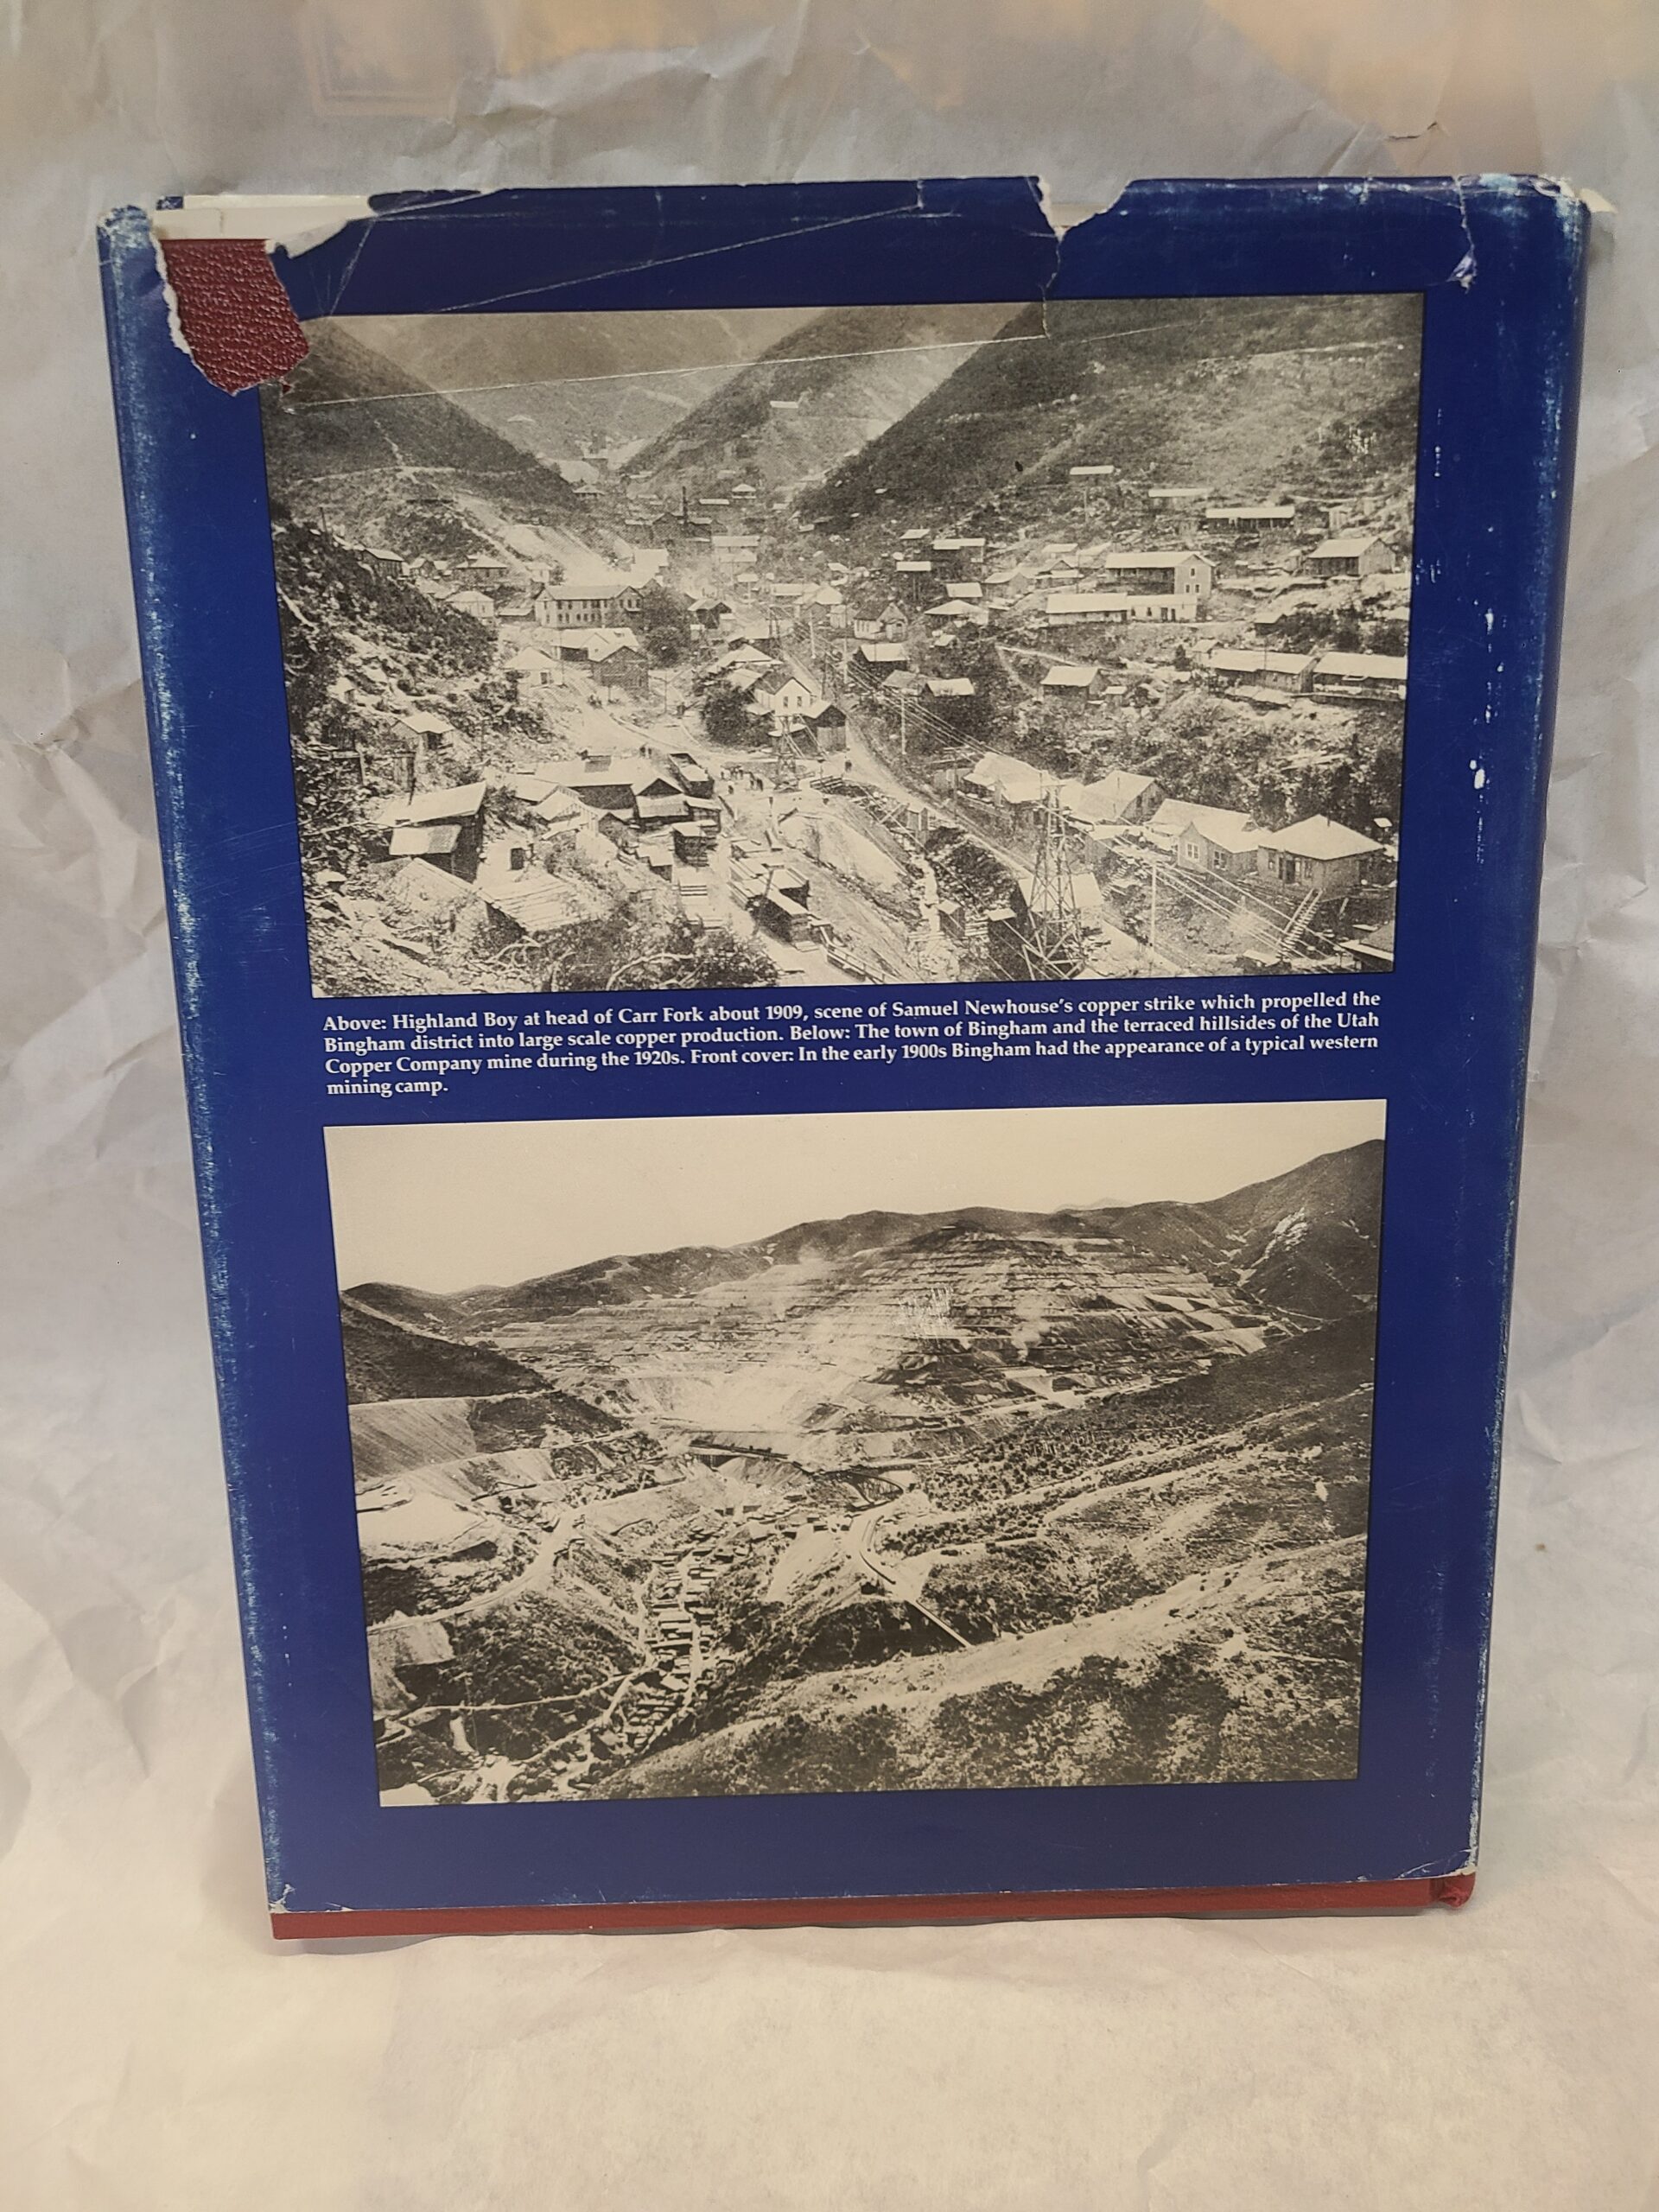 Above: Highland Boy at head of Carr Fork about 1909, scene of Samuel Newhouse's copper strike which propelled the
Bingham district into large scale copper production. Below: The town of Bingham and the terraced hillsides of the Utah
Copper Company mine during the 1920s. Front cover: In the early 1900s Bingham had the appearance of a typical western
mining camp.